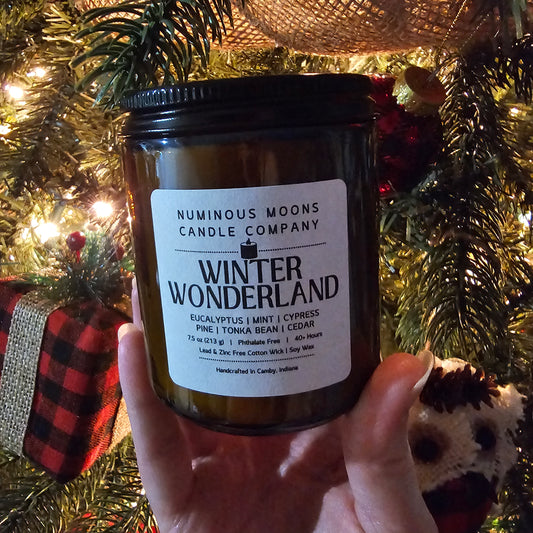 NUMINOUS MOONS
CANDLE COMPANY
WINTER
WONDERLAND
EUCALYPTUS | MINT | CYPRESS
PINE | TONKA BEAN | CEDAR
7.5 oz (213 g) | Phthalate Free | 40+ Hours
Lead & Zinc Free Cotton Wick | Soy Wax
Handcrafted in Camby, Indiana